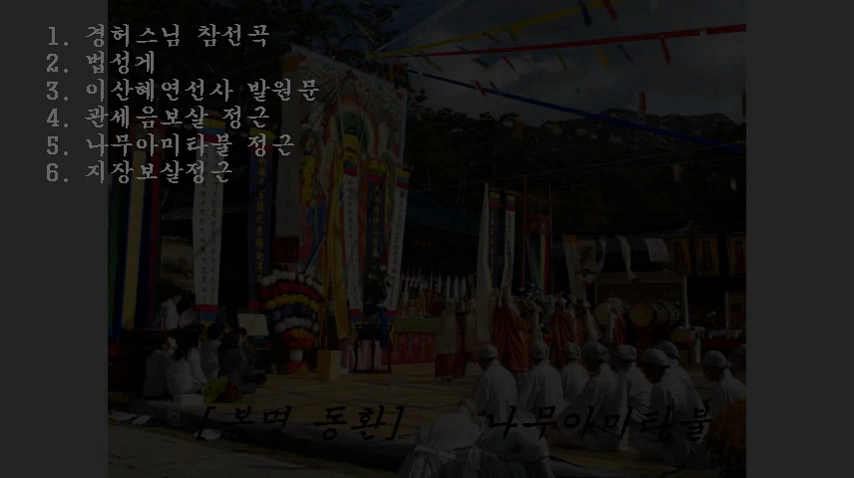 1. 경허스님 참선곡
2. 법성게
3. 이산혜연선사 발원문
4. 관세음보살 정근
5. 나무아미타불 정근
6. 지장보살정근
[봉명 동환] 나무아미타불